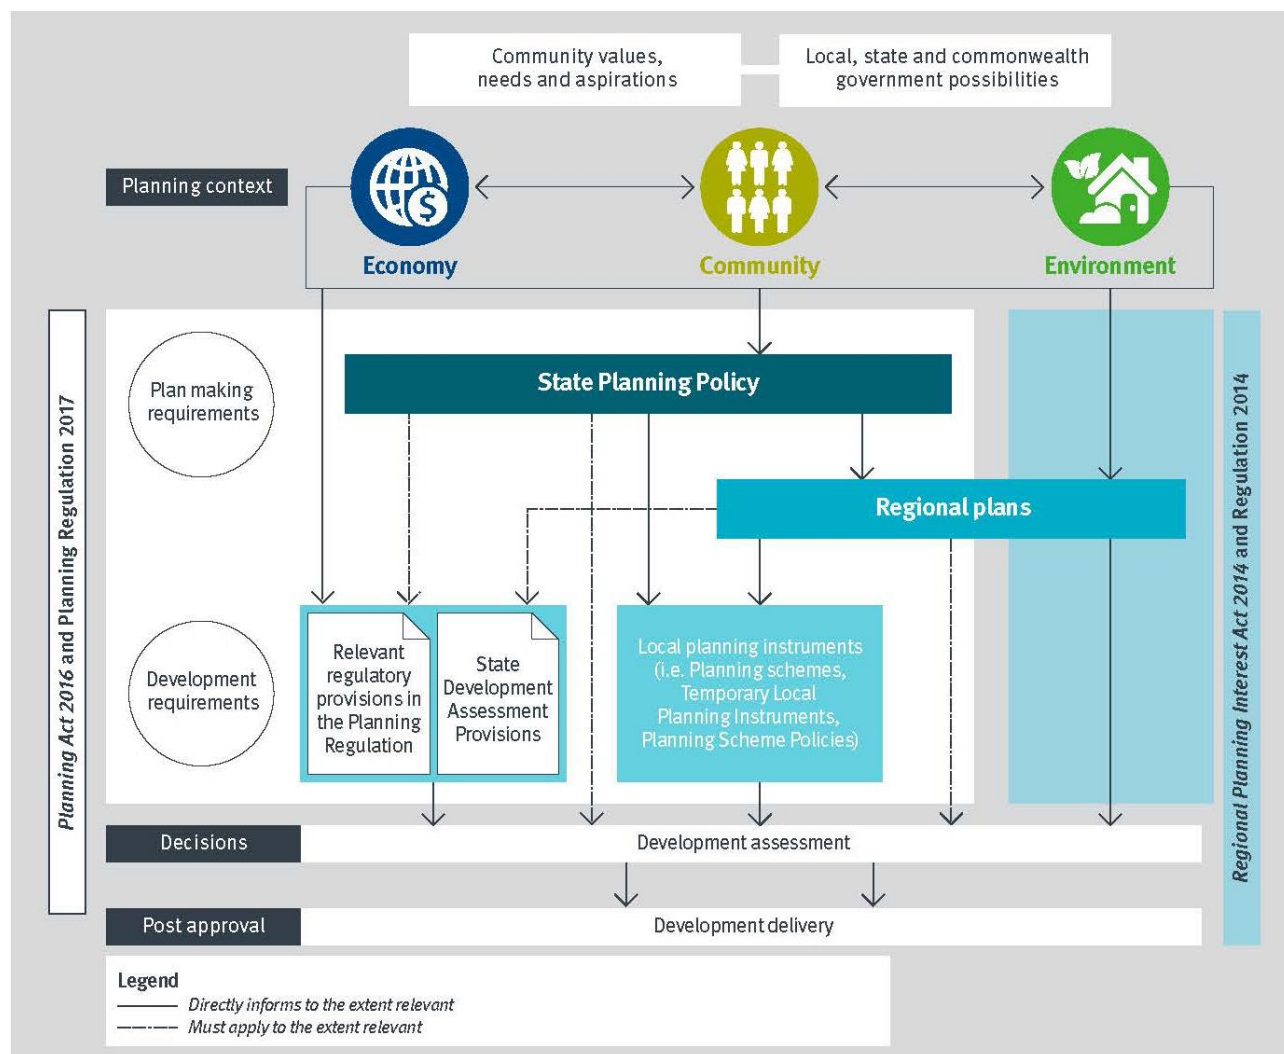 Community values,
needs and aspirations
Local, state and commonwealth
government possibilities
Planning context
$
Economy
Community
Environment
Planning Act 2016 and Planning Regulation 2017
Regional Planning Interest Act 2014 and Regulation 2014
Plan making
requirements
State Planning Policy
Regional plans
Development
requirements
Relevant
regulatory
provisions in
the Planning
Regulation
State
Development
Assessment
Provisions
Local planning instruments
(i.e. Planning schemes,
Temporary Local
Planning Instruments,
Planning Scheme Policies)
Decisions
Development assessment
Post approval
Development delivery
Legend
Directly informs to the extent relevant
Must apply to the extent relevant